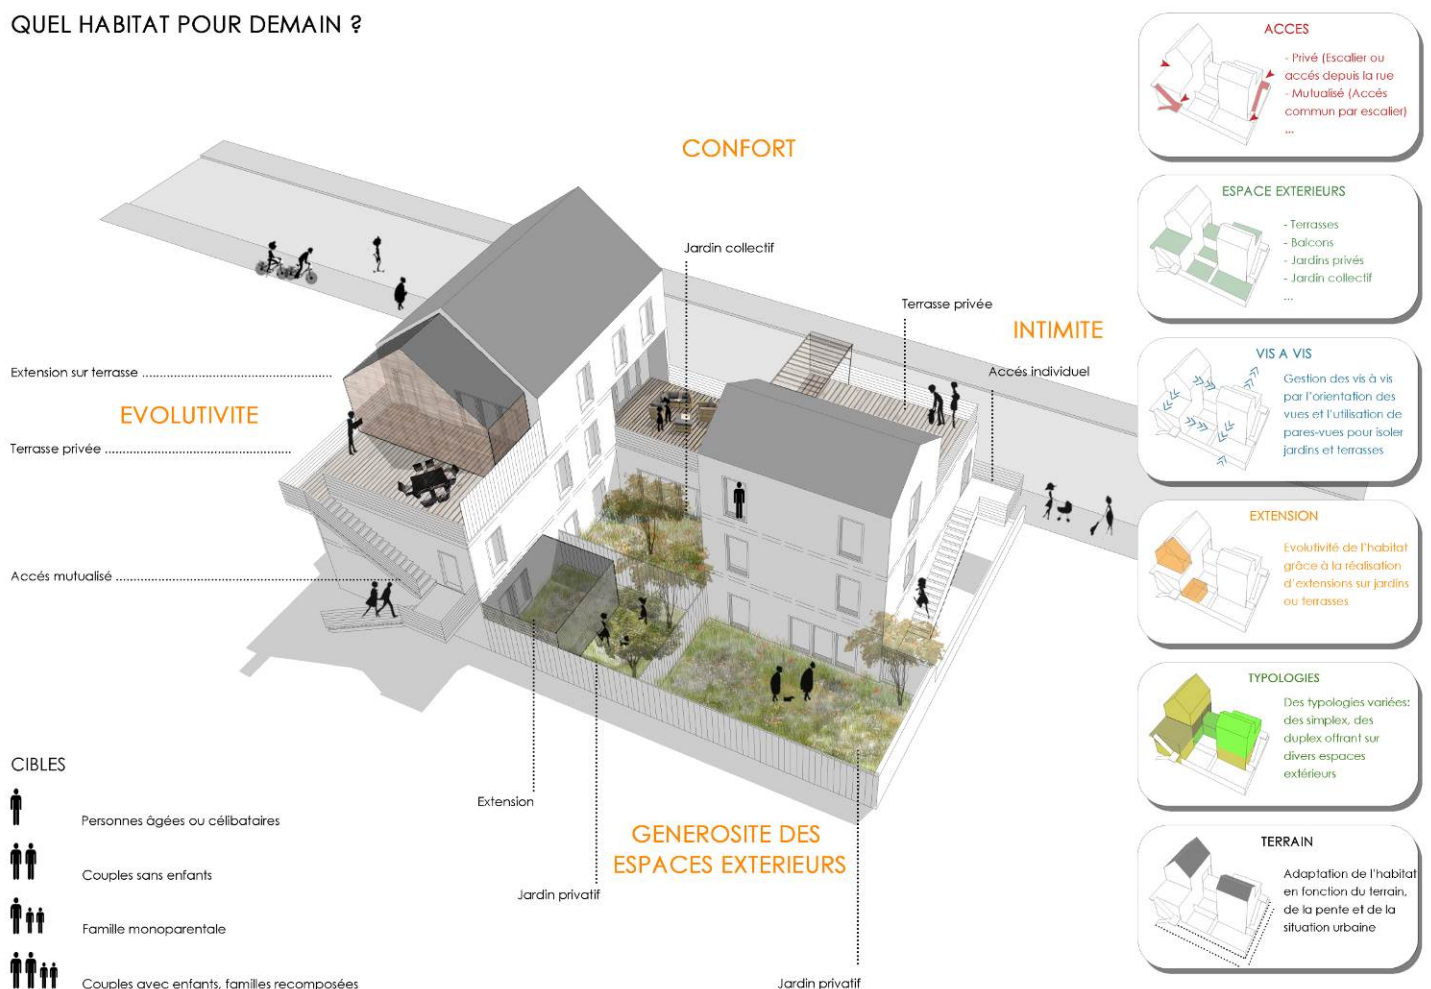 QUEL HABITAT POUR DEMAIN ?
CONFORT
Jardin collectif
Terrasse privée
INTIMITE
Accés individuel
Extension sur terrasse
EVOLUTIVITE
Terrasse privée
Accés mutualisé
Extension
GENEROSITE DES
ESPACES EXTERIEURS
Jardin privatif
Jardin privatif
CIBLES
Personnes âgées ou célibataires
Couples sans enfants
Famille monoparentale
Couples avec enfants, familles recomposées
ACCES
- Privé (Escalier ou
accés depuis la rue
- Mutualisé (Accés
commun par escalier)
...
ESPACE EXTERIEURS
- Terrasses
- Balcons
- Jardins privés
- Jardin collectif
...
VIS A VIS
Gestion des vis à vis
par l'orientation des
vues et l'utilisation de
pares-vues pour isoler
jardins et terrasses
EXTENSION
Evolutivité de l'habitat
grâce à la réalisation
d'extensions sur jardins
ou terrasses
TYPOLOGIES
Des typologies variées:
des simplex, des
duplex offrant sur
divers espaces
extérieurs
TERRAIN
Adaptation de l'habitat
en fonction du terrain,
de la pente et de la
situation urbaine